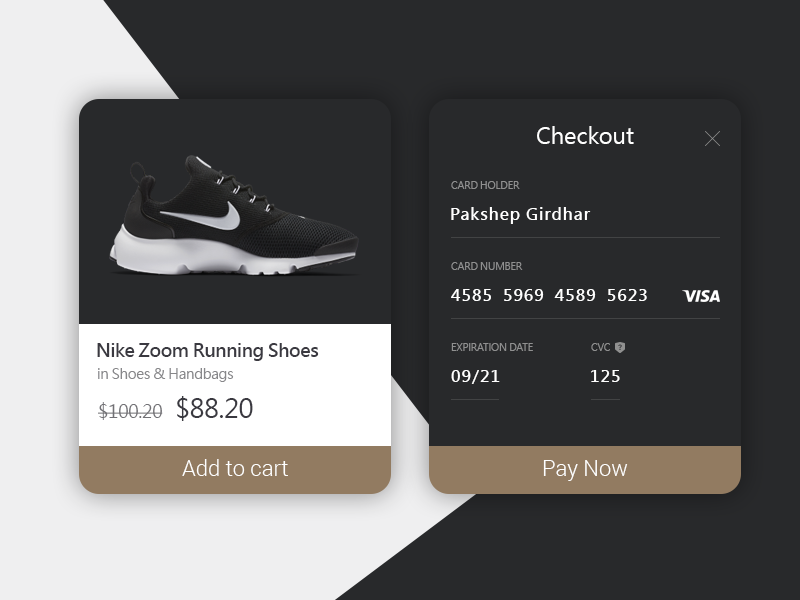 Nike Zoom Running Shoes
in Shoes & Handbags
$100.20 $88.20
Add to cart
Checkout
CARD HOLDER
Pakshep Girdhar
CARD NUMBER
4585 5969 4589 5623 VISA
EXPIRATION DATE CVC ?
09/21 125
Pay Now